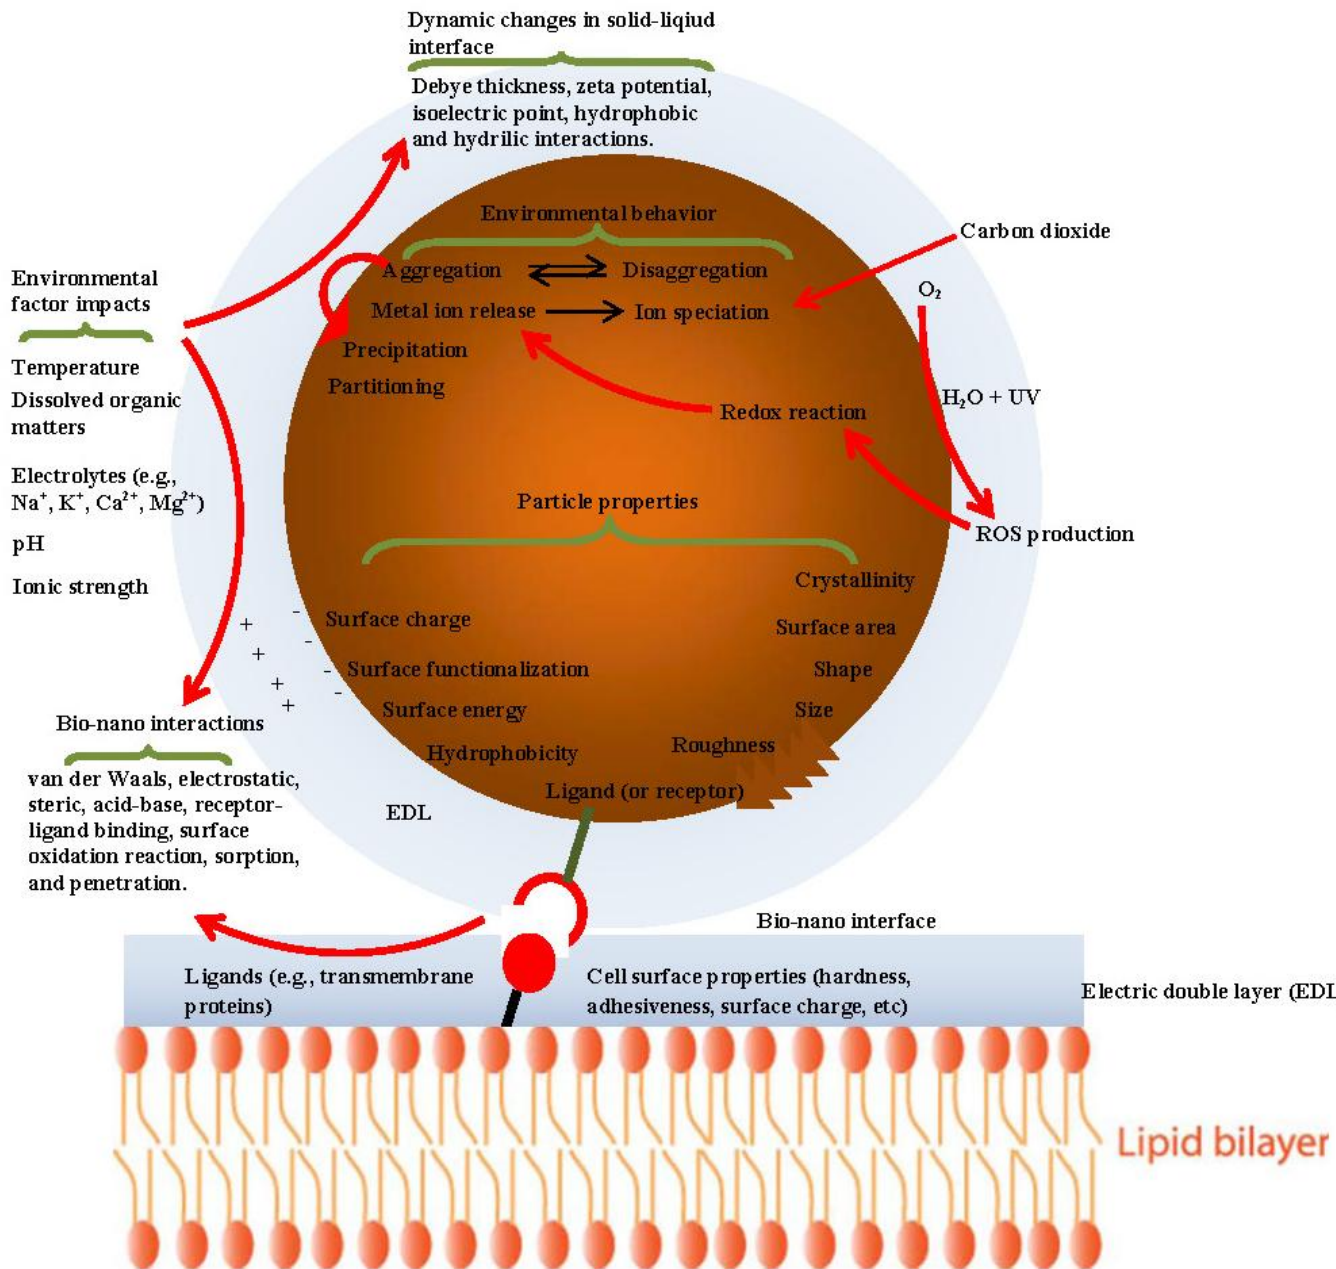 Dynamic changes in solid-liqiud
interface
Debye thickness, zeta potential,
isoelectric point, hydrophobic
and hydrilic interactions.
Environmental behavior
Aggregation
Disaggregation
Metal ion release
Ion speciation
Precipitation
Partitioning
Carbon dioxide
O₂
H₂O + UV
Redox reaction
ROS production
Environmental
factor impacts
Temperature
Dissolved organic
matters
Electrolytes (e.g.,
Na⁺, K⁺, Ca²⁺, Mg²⁺)
pH
Ionic strength
Particle properties
Crystallinity
Surface charge
Surface area
Surface functionalization
Shape
Surface energy
Size
Hydrophobicity
Roughness
Ligand (or receptor)
- - - -
+ + + +
EDL
Bio-nano interactions
van der Waals, electrostatic,
steric, acid-base, receptor-
ligand binding, surface
oxidation reaction, sorption,
and penetration.
Bio-nano interface
Ligands (e.g., transmembrane
proteins)
Cell surface properties (hardness,
adhesiveness, surface charge, etc)
Electric double layer (EDL
Lipid bilayer